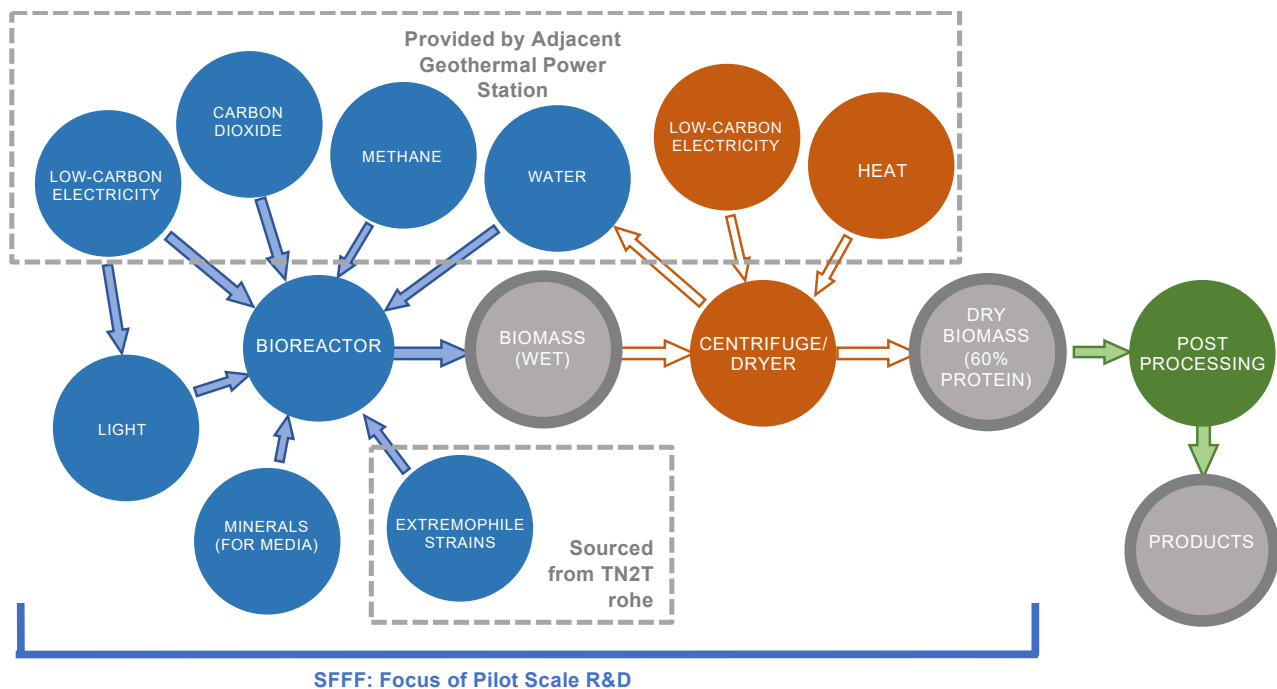 Provided by Adjacent
Geothermal Power
Station
LOW-CARBON
ELECTRICITY
CARBON
DIOXIDE
METHANE
WATER
LOW-CARBON
ELECTRICITY
HEAT
BIOREACTOR
BIOMASS
(WET)
CENTRIFUGE/
DRYER
DRY
BIOMASS
(60%
PROTEIN)
POST
PROCESSING
LIGHT
MINERALS
(FOR MEDIA)
EXTREMOPHILE
STRAINS
Sourced
from TN2T
rohe
PRODUCTS
SFFF: Focus of Pilot Scale R&D